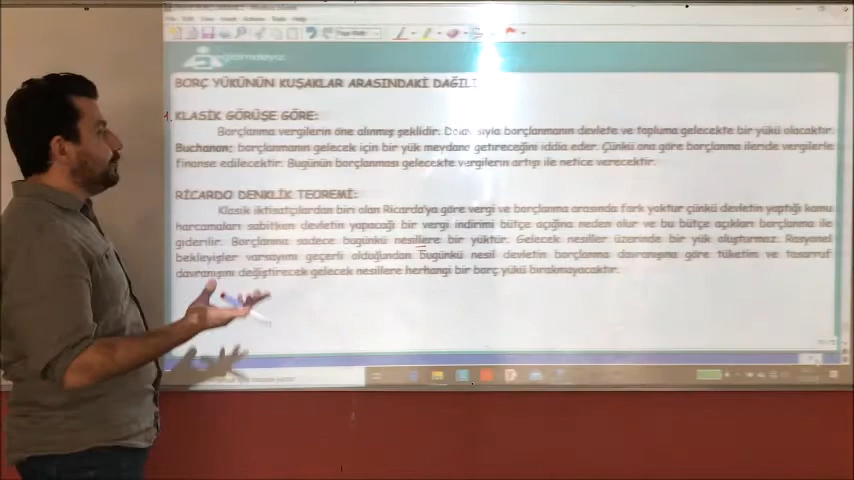 BORÇ YÜKÜNÜN KUŞAKLAR ARASINDAKİ
1. KLASİK GÖRÜŞE GÖRE:
Borçlanma vergilerin öne alınmış şeklidir. borçlanmanın devlete ve topluma gelecekte bir yükü olacaktır.
Buchanan; borçlanmanın gelecek için bir yük meydana getireceğini iddia eder. Çünkü ona göre borçlanma ileride vergilerle
finanse edilecektir. Bugünün borçlanması gelecekte vergilerin artışı ile netice verecektir.
RİCARDO DENKLİK TEOREMİ:
Klasik iktisatçılardan biri olan Ricardo'ya göre vergi ve borçlanma arasında fark yoktur çünkü devletin yaptığı kamu
harcamaları sabitken devletin yapacağı bir vergi indirimi bütçe açığına neden olur ve bu bütçe açıkları borçlanma ile
giderilir. Borçlanma sadece bugünkü nesillere bir yüktür. Gelecek nesiller üzerinde bir yük oluşturmaz. Rasyonel
bekleyişler varsayımı geçerli olduğundan bugünkü nesil devletin borçlanma davranışına göre tüketim ve tasarruf
davranışını değiştirecek gelecek nesillere herhangi bir borç yükü bırakmayacaktır.